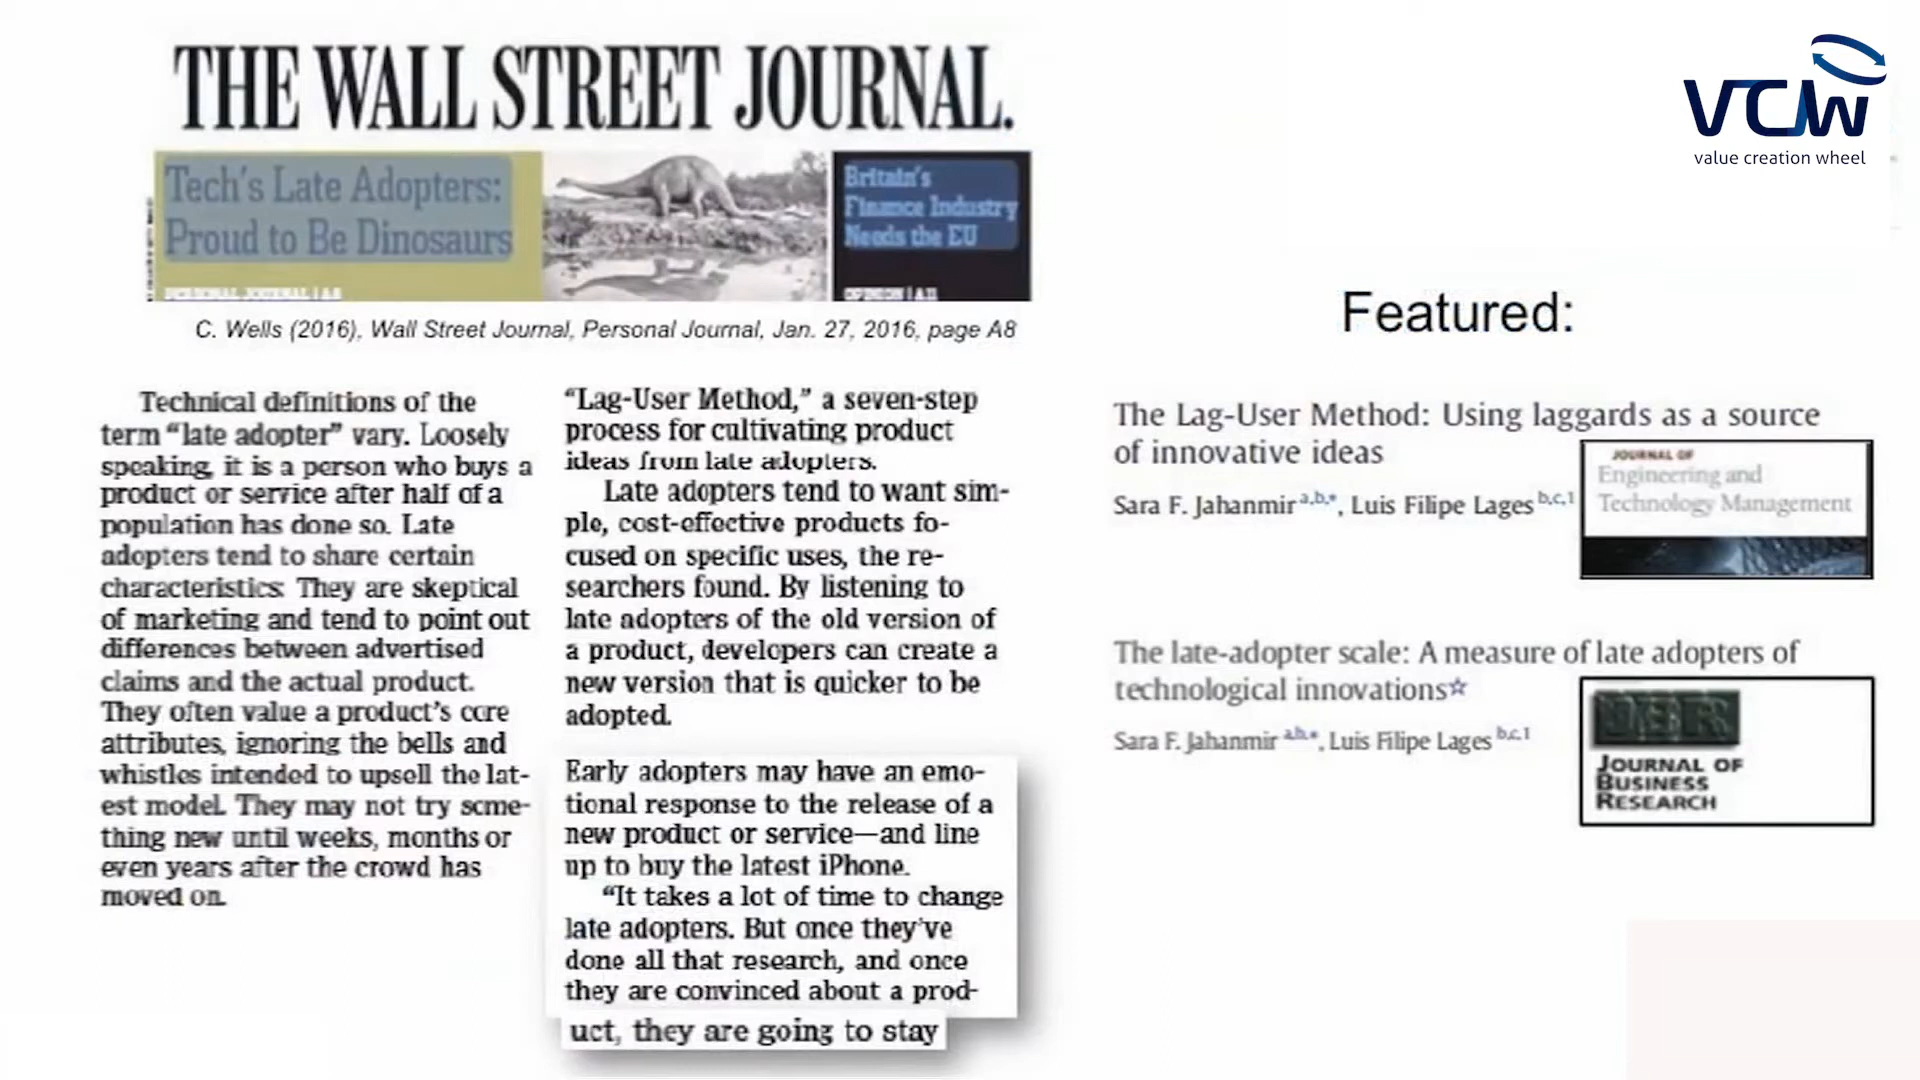 THE WALL STREET JOURNAL.
Tech's Late Adopters:
Proud to Be Dinosaurs
PERSONAL JOURNAL | A8
Britain's
Finance Industry
Needs the EU
OPINION | A11
C. Wells (2016), Wall Street Journal, Personal Journal, Jan. 27, 2016, page A8
Technical definitions of the
term “late adopter” vary. Loosely
speaking, it is a person who buys a
product or service after half of a
population has done so. Late
adopters tend to share certain
characteristics. They are skeptical
of marketing and tend to point out
differences between advertised
claims and the actual product.
They often value a product’s core
attributes, ignoring the bells and
whistles intended to upsell the lat-
est model. They may not try some-
thing new until weeks, months or
even years after the crowd has
moved on.
“Lag-User Method,” a seven-step
process for cultivating product
ideas from late adopters.
Late adopters tend to want sim-
ple, cost-effective products fo-
cused on specific uses, the re-
searchers found. By listening to
late adopters of the old version of
a product, developers can create a
new version that is quicker to be
adopted.
Early adopters may have an emo-
tional response to the release of a
new product or service—and line
up to buy the latest iPhone.
“It takes a lot of time to change
late adopters. But once they’ve
done all that research, and once
they are convinced about a prod-
uct, they are going to stay
VCW
value creation wheel
Featured:
The Lag-User Method: Using laggards as a source
of innovative ideas
Sara F. Jahanmir a,b,*, Luis Filipe Lages b,c,1
JOURNAL OF
Engineering and
Technology Management
The late-adopter scale: A measure of late adopters of
technological innovations☆
Sara F. Jahanmir a,b,*, Luis Filipe Lages b,c,1
JBR
JOURNAL OF
BUSINESS
RESEARCH